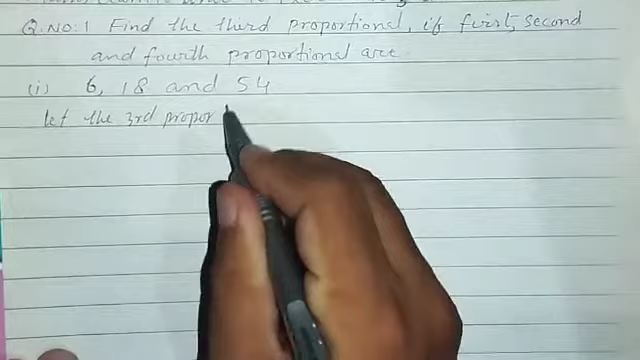 Q.NO:1 Find the third proportional, if first, second
and fourth proportional are
(i) 6, 18 and 54
let the 3rd propor